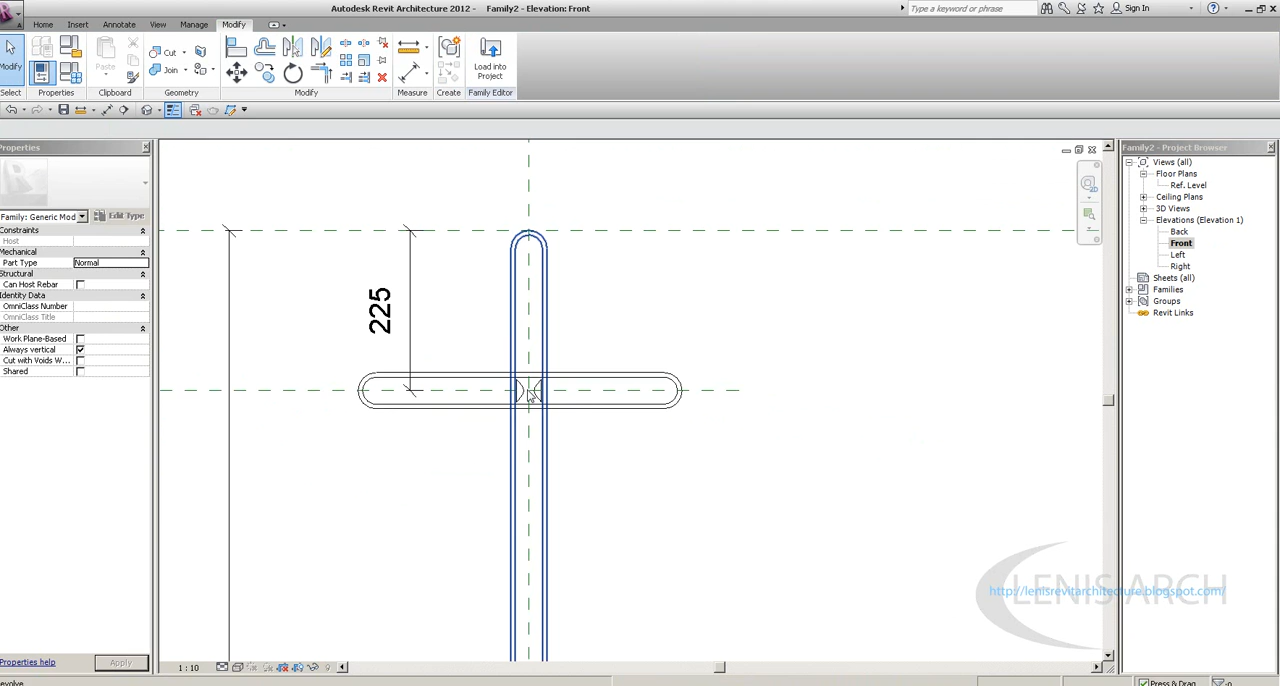 Autodesk Revit Architecture 2012 - Family2 - Elevation: Front
Type a keyword or phrase
Sign In
Home Insert Annotate View Manage Modify
Modify
Paste
Cut
Join
Load into
Project
Select Properties Clipboard Geometry Modify Measure Create Family Editor
Properties
Family: Generic Mod
Edit Type
Constraints
Host
Mechanical
Part Type Normal
Structural
Can Host Rebar
Identity Data
OmniClass Number
OmniClass Title
Other
Work Plane-Based
Always vertical
Cut with Voids W...
Shared
Properties help
Apply
225
1 : 10
Family2 - Project Browser
Views (all)
Floor Plans
Ref. Level
Ceiling Plans
3D Views
Elevations (Elevation 1)
Back
Front
Left
Right
Sheets (all)
Families
Groups
Revit Links
LENIS ARCH
http://lenisrevitarchitecture.blogspot.com/
evolve
Press & Drag